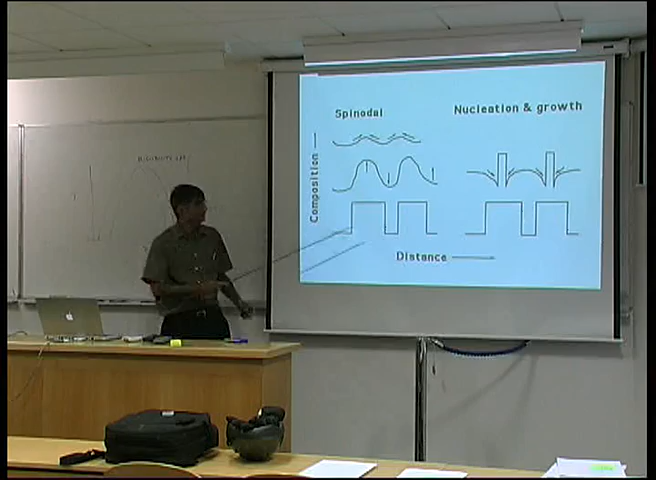 Spinodal
Nucleation & growth
Composition
Distance